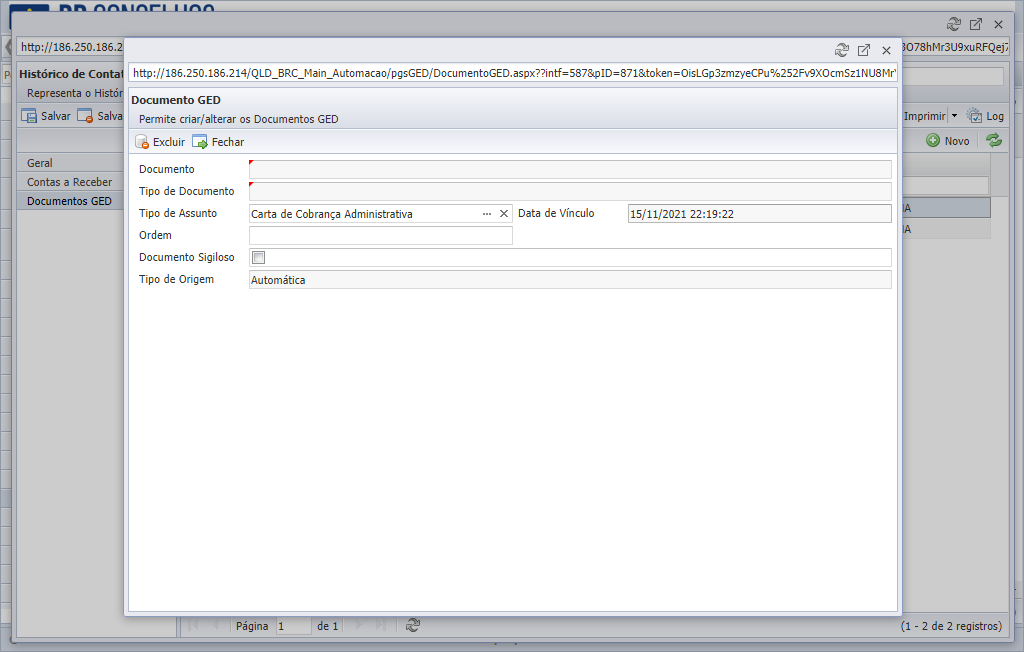 BR CONSELHOS
http://186.250.186.2
http://186.250.186.214/QLD_BRC_Main_Automacao/pgsGED/DocumentoGED.aspx??intf=587&pID=871&token=OisLGp3zmzyeCPu%252Fv9XOcmSz1NU8Mr
Histórico de Contat
Representa o Histór
Documento GED
Permite criar/alterar os Documentos GED
Salvar
Salva
Imprimir
Log
Excluir
Fechar
Novo
Geral
Contas a Receber
Documentos GED
Documento
Tipo de Documento
Tipo de Assunto
Carta de Cobrança Administrativa
Data de Vínculo
15/11/2021 22:19:22
Ordem
Documento Sigiloso
Tipo de Origem
Automática
Página
1
de 1
(1 - 2 de 2 registros)